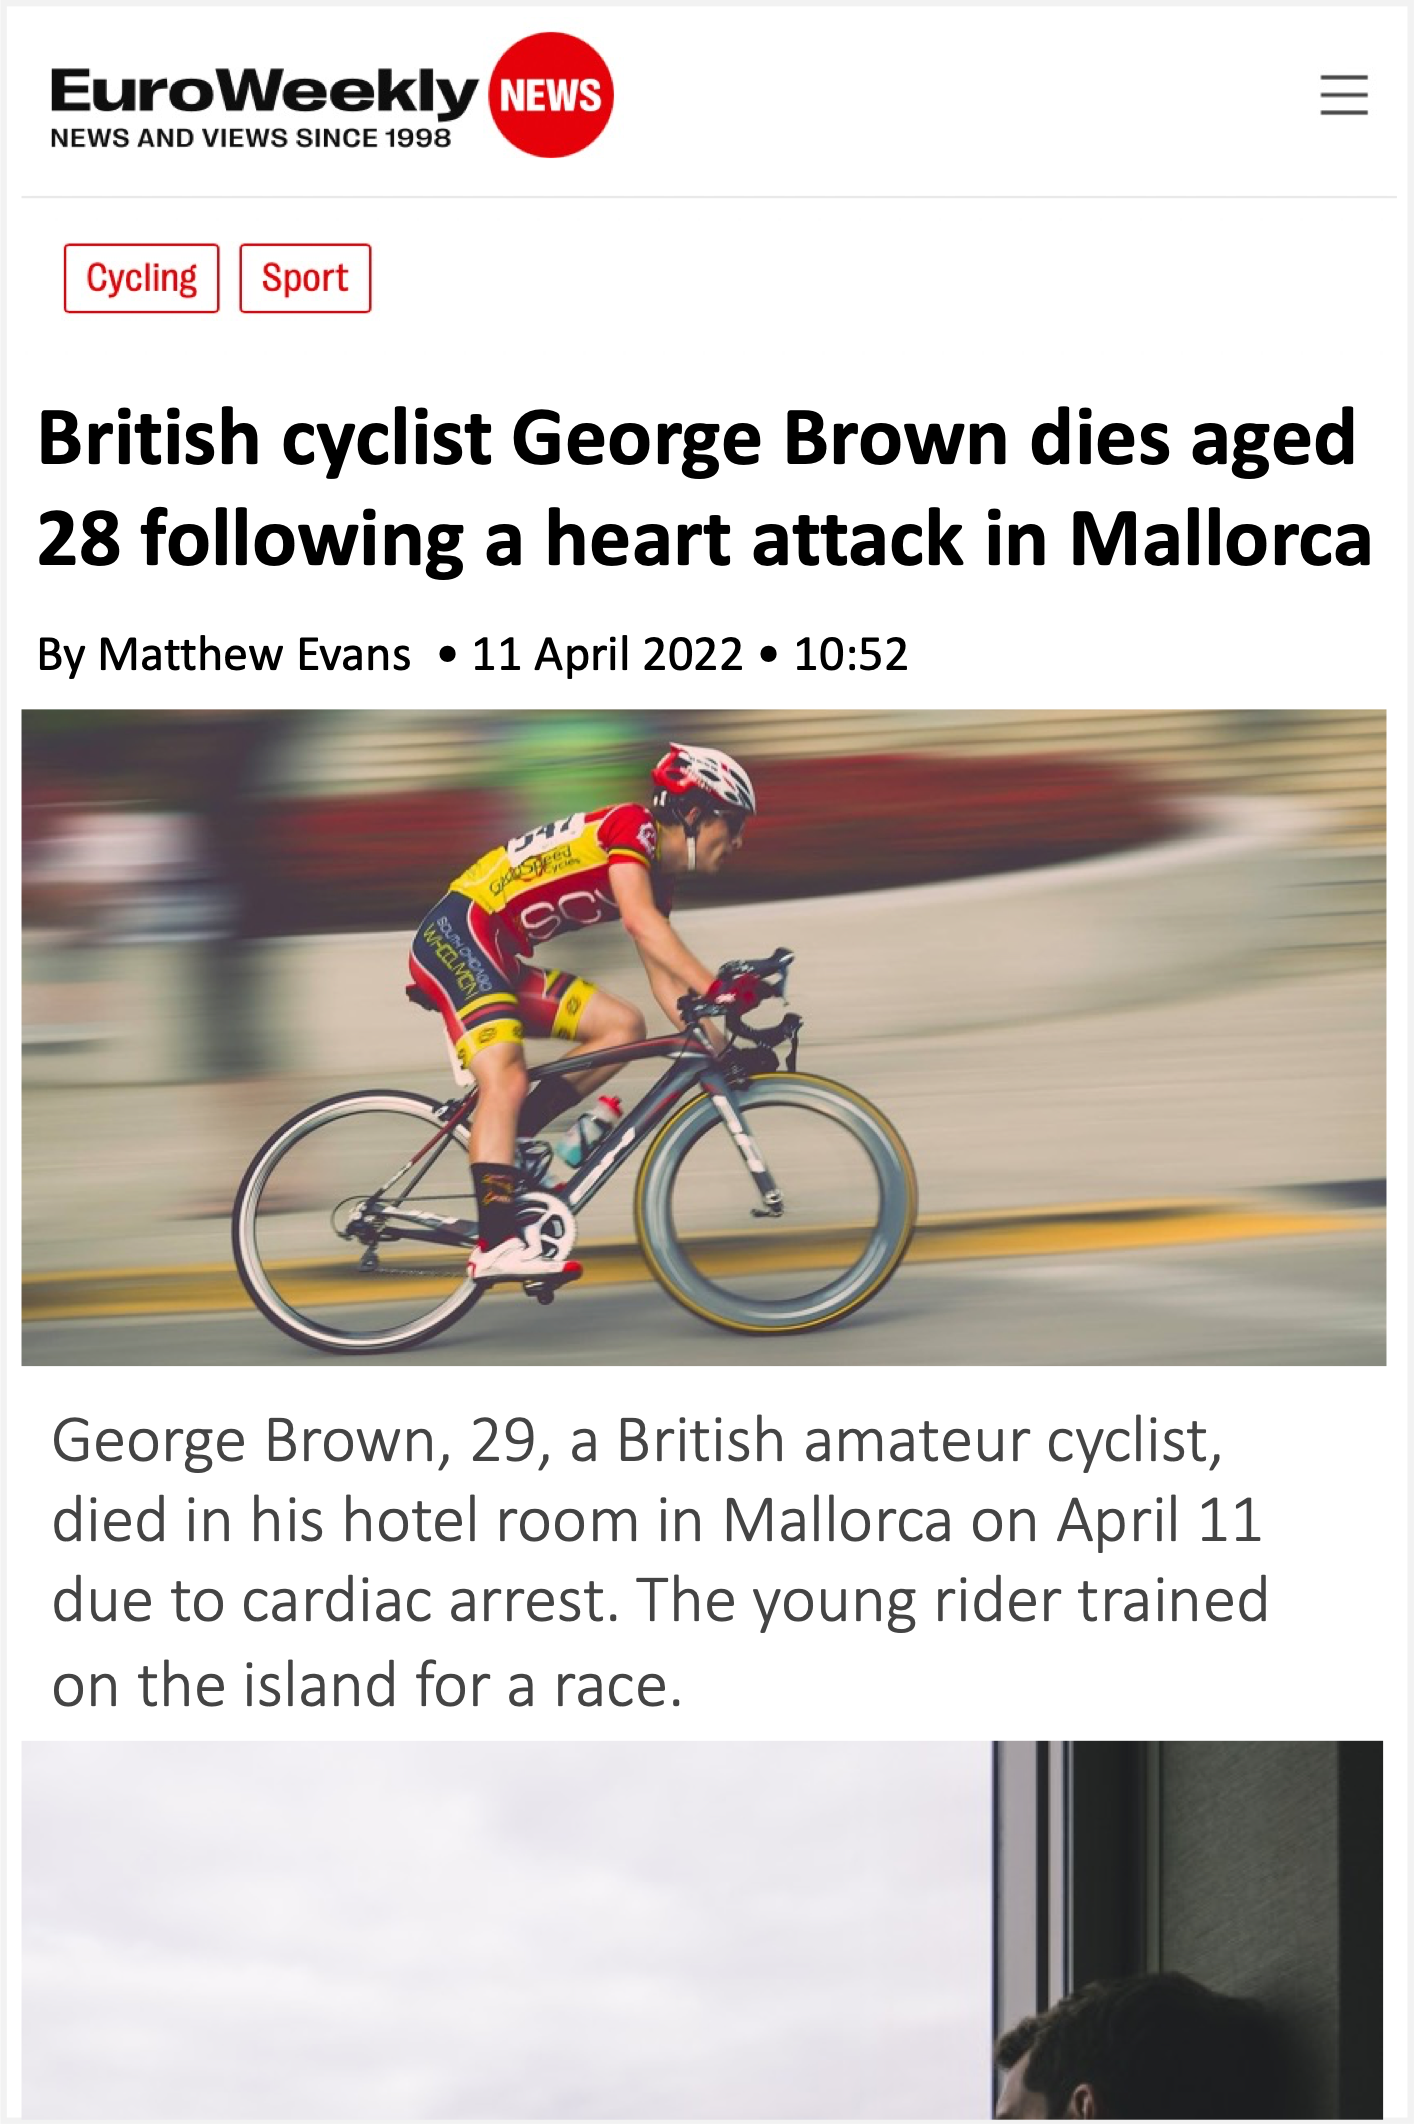 EuroWeekly NEWS
NEWS AND VIEWS SINCE 1998
Cycling Sport
British cyclist George Brown dies aged
28 following a heart attack in Mallorca
By Matthew Evans • 11 April 2022 • 10:52
547
SpeedCycles
SC
SOUTH CHICAGO
WHEELMEN
George Brown, 29, a British amateur cyclist,
died in his hotel room in Mallorca on April 11
due to cardiac arrest. The young rider trained
on the island for a race.